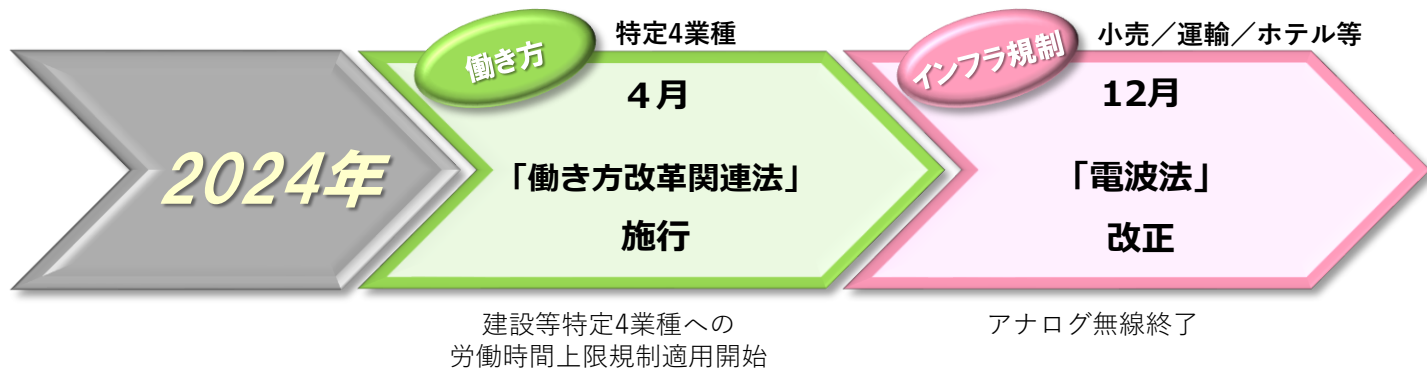 2024年
働き方
特定4業種
４月
「働き方改革関連法」
施行
建設等特定4業種への
労働時間上限規制適用開始
インフラ規制
小売／運輸／ホテル等
12月
「電波法」
改正
アナログ無線終了